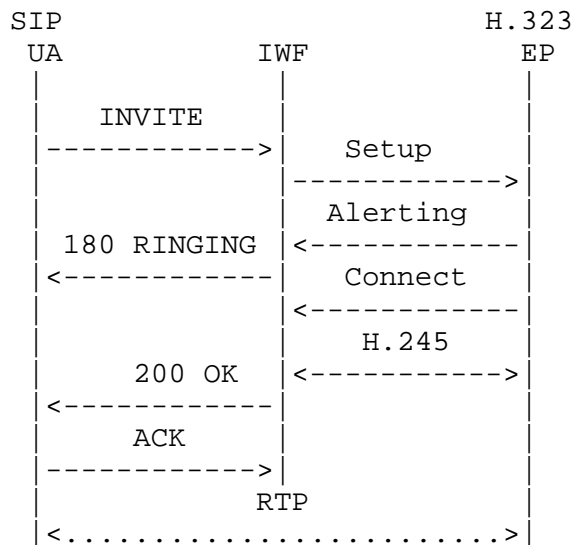 SIP H.323
UA IWF EP
INVITE
Setup
Alerting
180 RINGING
Connect
H.245
200 OK
ACK
RTP